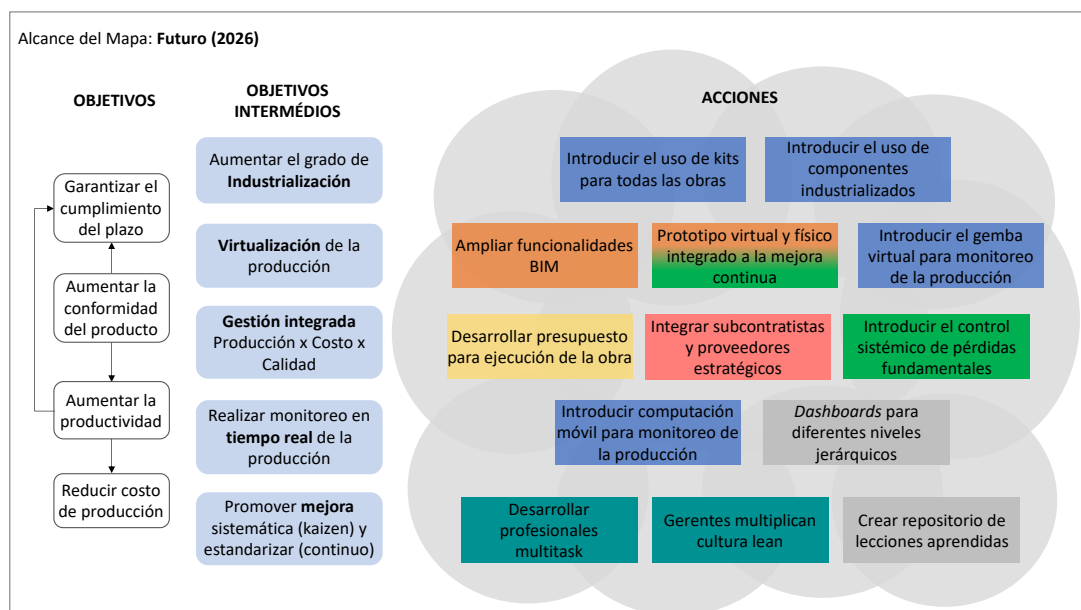 Alcance del Mapa: Futuro (2026)
OBJETIVOS
OBJETIVOS
INTERMÉDIOS
ACCIONES
Garantizar el
cumplimiento
del plazo
Aumentar la
conformidad
del producto
Aumentar la
productividad
Reducir costo
de producción
Aumentar el grado de
Industrialización
Virtualización de la
producción
Gestión integrada
Producción x Costo x
Calidad
Realizar monitoreo en
tiempo real de la
producción
Promover mejora
sistemática (kaizen) y
estandarizar (continuo)
Introducir el uso de kits
para todas las obras
Introducir el uso de
componentes
industrializados
Ampliar funcionalidades
BIM
Prototipo virtual y físico
integrado a la mejora
continua
Introducir el gemba
virtual para monitoreo
de la producción
Desarrollar presupuesto
para ejecución de la obra
Integrar subcontratistas
y proveedores
estratégicos
Introducir el control
sistémico de pérdidas
fundamentales
Introducir computación
móvil para monitoreo de
la producción
Dashboards para
diferentes niveles
jerárquicos
Desarrollar
profesionales
multitask
Gerentes multiplican
cultura lean
Crear repositorio de
lecciones aprendidas